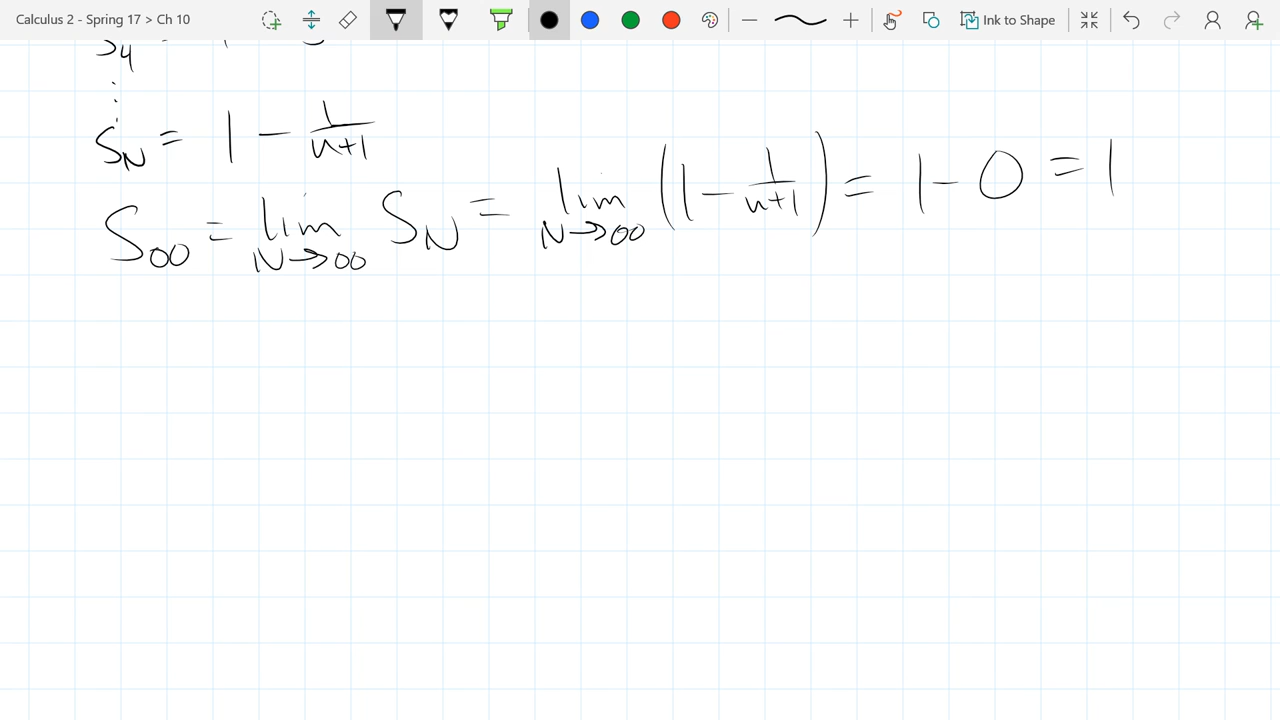 Calculus 2 - Spring 17 > Ch 10 Ink to Shape
S₄ =
⋮
S_N = 1 - 1/(n+1)
S_∞ = lim_{N→∞} S_N = lim_{N→∞} (1 - 1/(n+1)) = 1 - 0 = 1